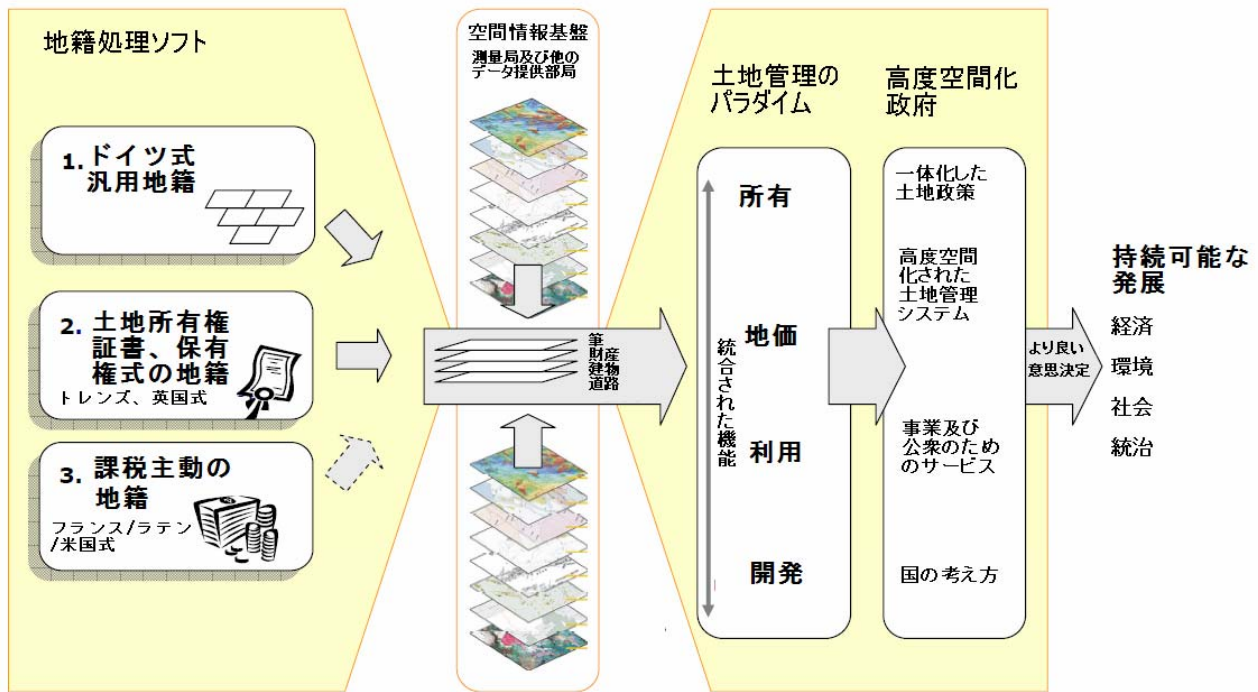 地籍処理ソフト
1. ドイツ式
汎用地籍
2. 土地所有権
証書、保有
権式の地籍
トレンズ、英国式
3. 課税主動の
地籍
フランス/ラテン
/米国式
空間情報基盤
測量局及び他の
データ提供部局
筆
財産
建物
道路
土地管理の
パラダイム
統合された機能
所有
地価
利用
開発
高度空間化
政府
一体化した
土地政策
高度空間
化された
土地管理
システム
事業及び
公衆のため
のサービス
国の考え方
より良い
意思決定
持続可能な
発展
経済
環境
社会
統治